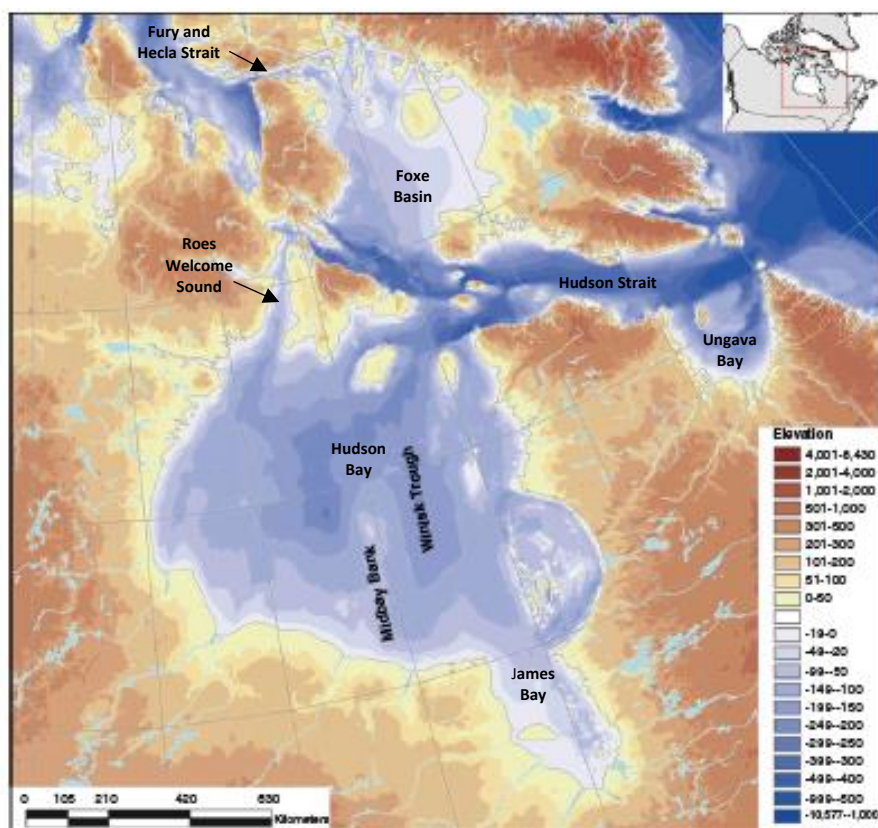 Fury and
Hecla Strait
Foxe
Basin
Roes
Welcome
Sound
Hudson Strait
Ungava
Bay
Hudson
Bay
Winisk Trough
Midbay Bank
James
Bay
Elevation
4,001-6,430
2,001-4,000
1,001-2,000
501-1,000
301-500
201-300
101-200
51-100
0-50
-19-0
-49--20
-99--50
-149--100
-199--150
-249--200
-299--250
-399--300
-499--400
-999--500
-10,577--1,000
0 105 210 420 630
Kilometers